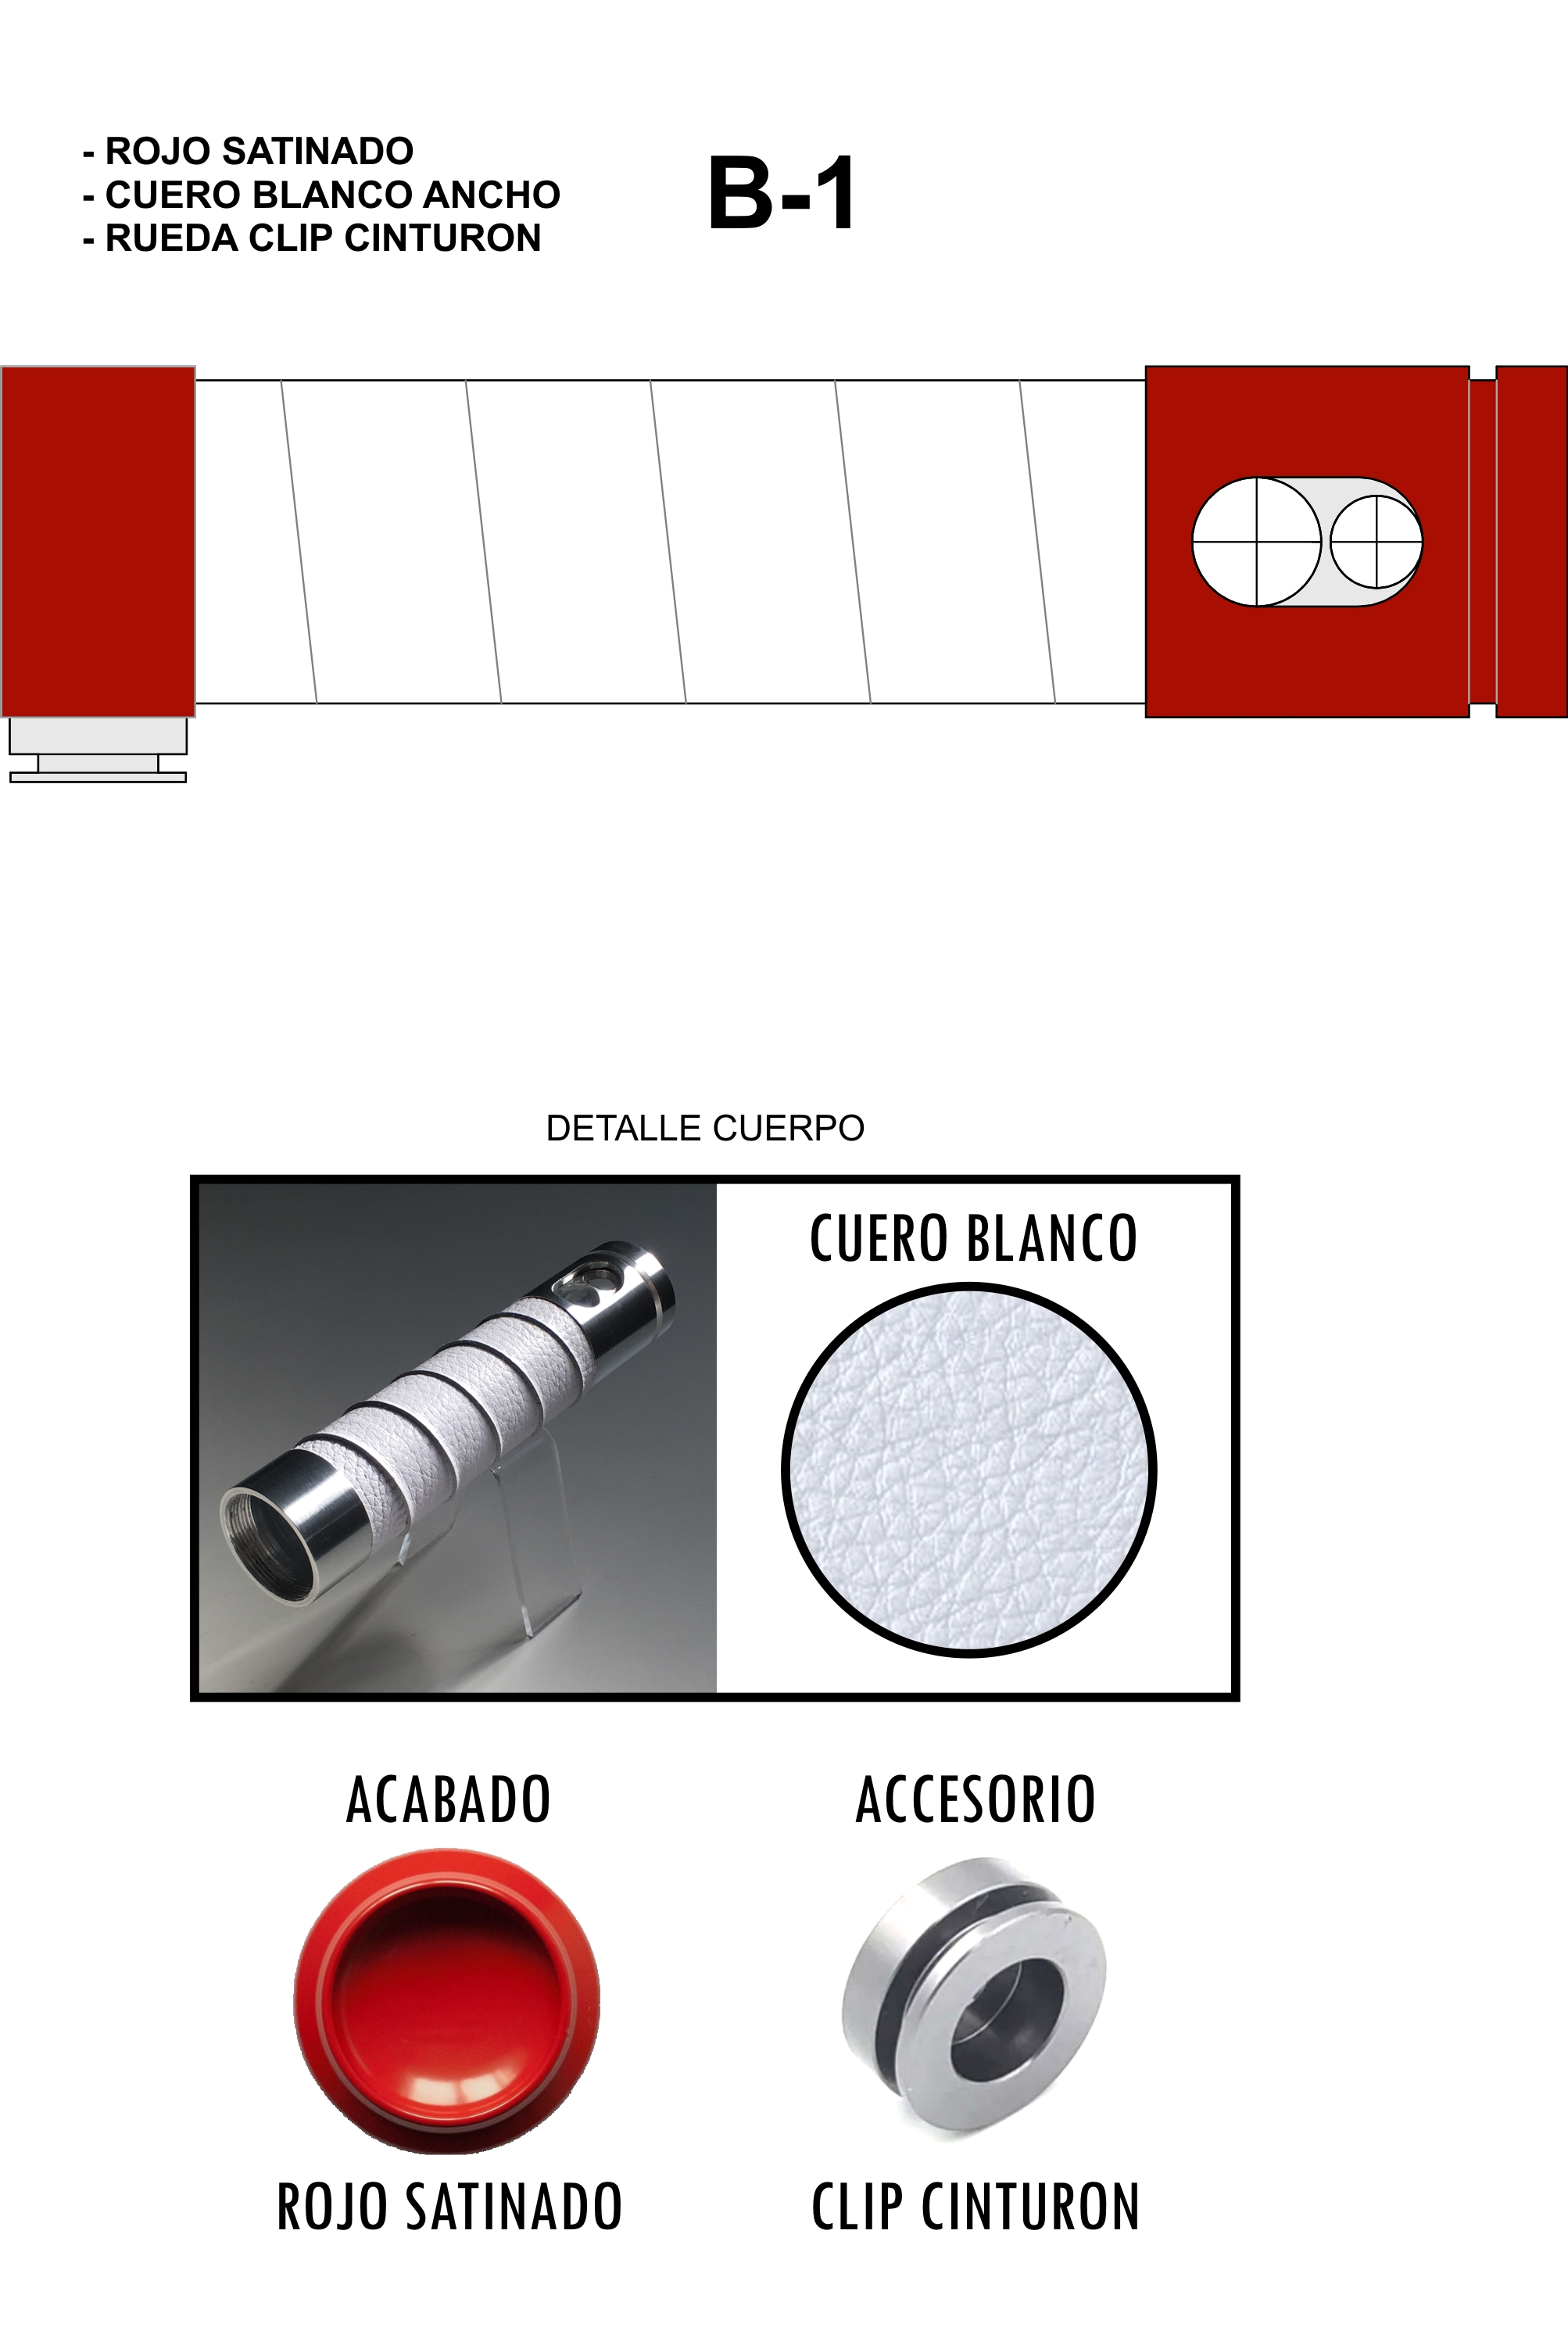 - ROJO SATINADO
- CUERO BLANCO ANCHO
- RUEDA CLIP CINTURON
B-1
DETALLE CUERPO
CUERO BLANCO
ACABADO
ACCESORIO
ROJO SATINADO
CLIP CINTURON